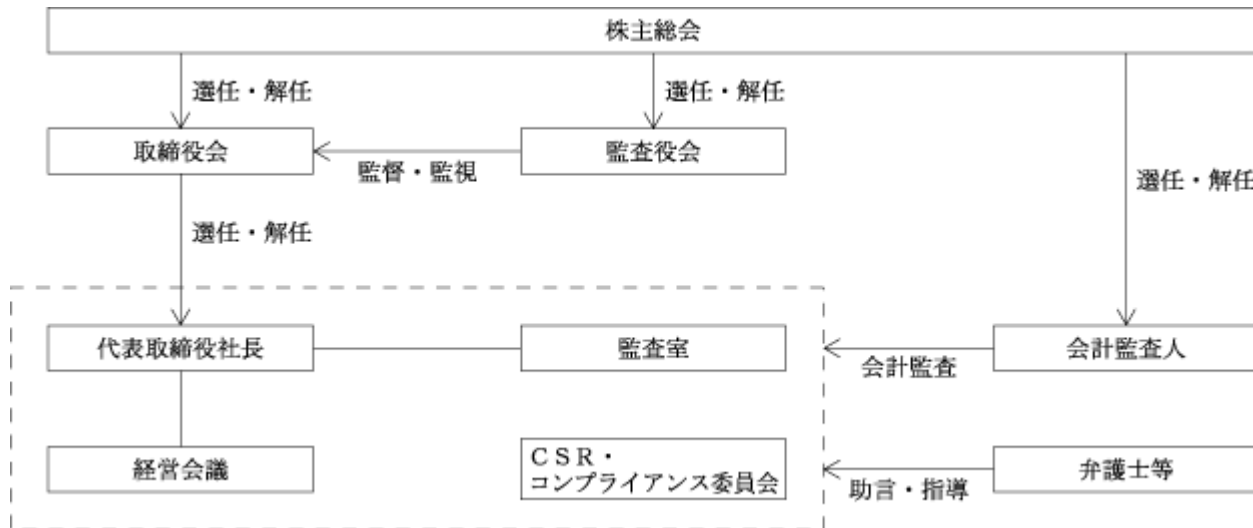 株主総会
選任・解任
選任・解任
取締役会
監査役会
監督・監視
選任・解任
選任・解任
代表取締役社長
監査室
会計監査人
会計監査
経営会議
ＣＳＲ・
コンプライアンス委員会
弁護士等
助言・指導